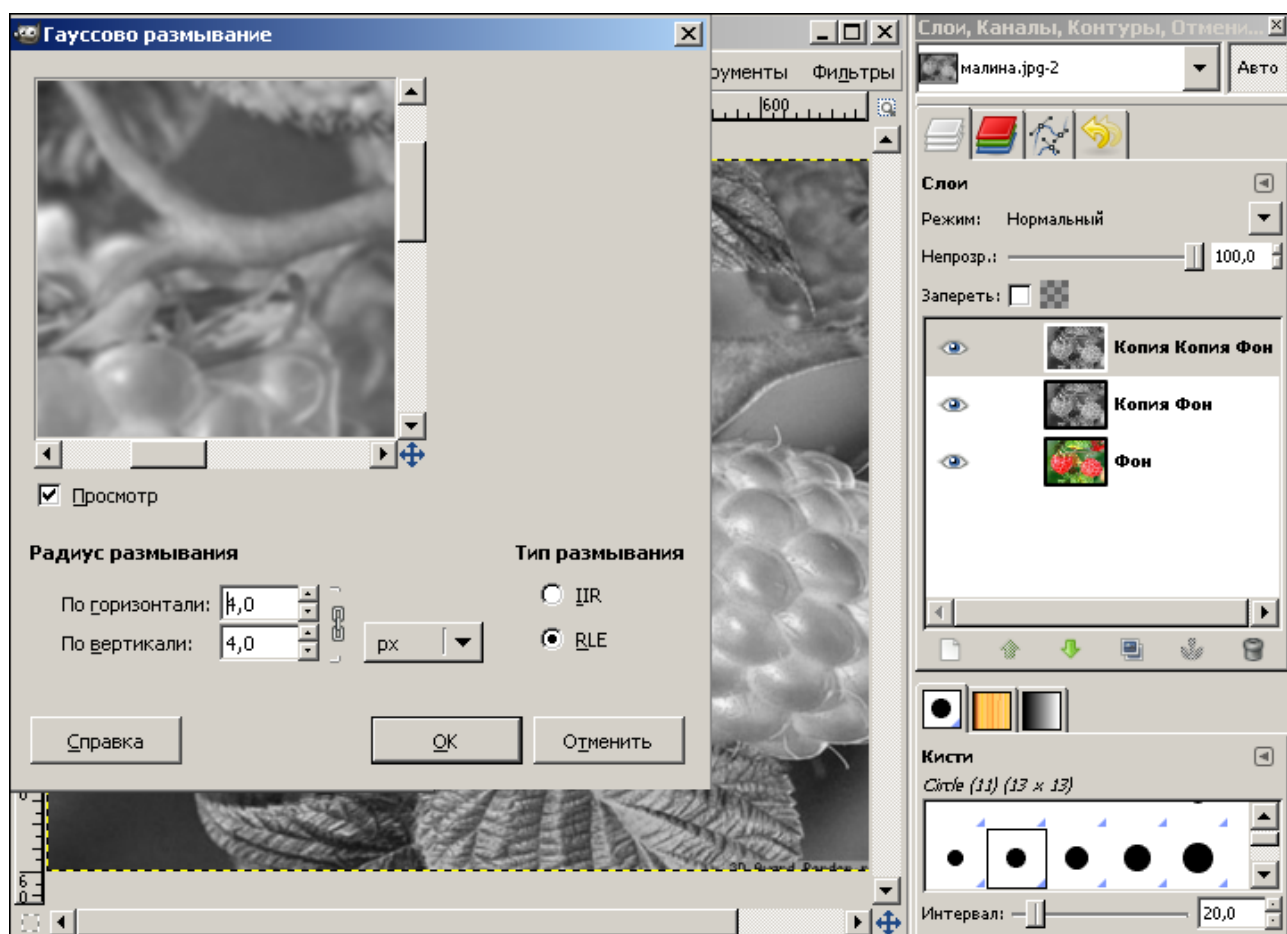 Гауссово размывание
Просмотр
Радиус размывания
По горизонтали: 4,0
По вертикали: 4,0
px
Тип размывания
IIR
RLE
Справка
OK
Отменить
рументы Фильтры
600
Слои, Каналы, Контуры, Отмени...
малина.jpg-2
Авто
Слои
Режим: Нормальный
Непрозр.: 100,0
Запереть:
Копия Копия Фон
Копия Фон
Фон
Кисти
Circle (11) (13 x 13)
Интервал: 20,0